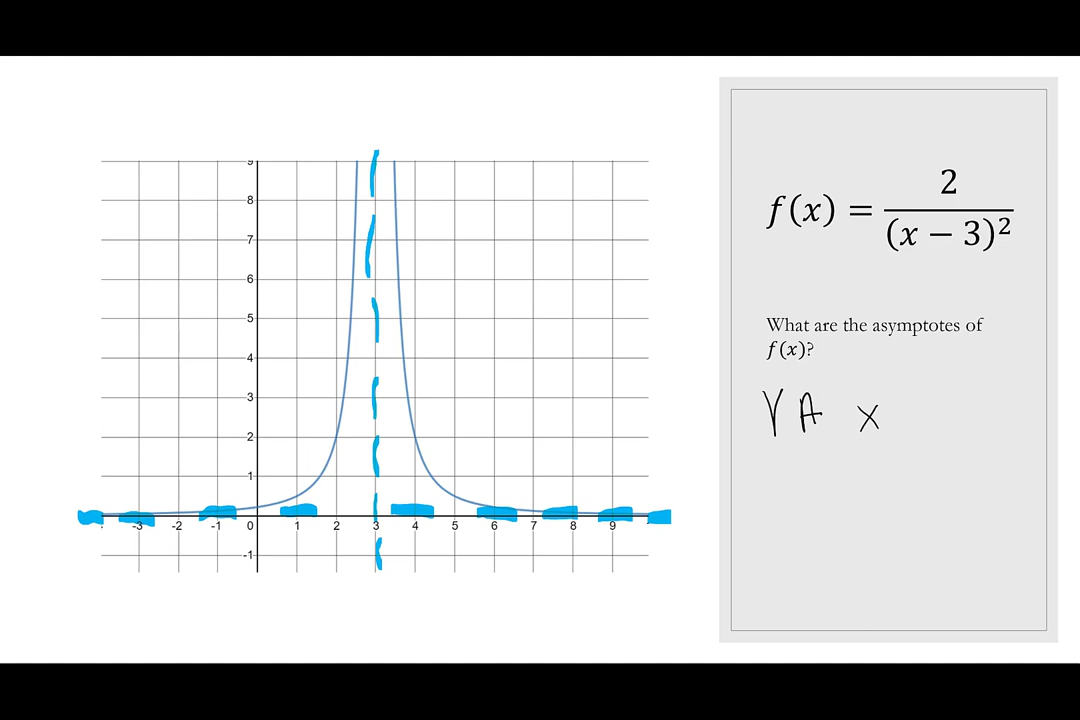 9
8
7
6
5
4
3
2
1
-3 -2 -1 0 1 2 3 4 5 6 7 8 9
-1
f(x) = 2/(x − 3)²
What are the asymptotes of
f(x)?
VA x